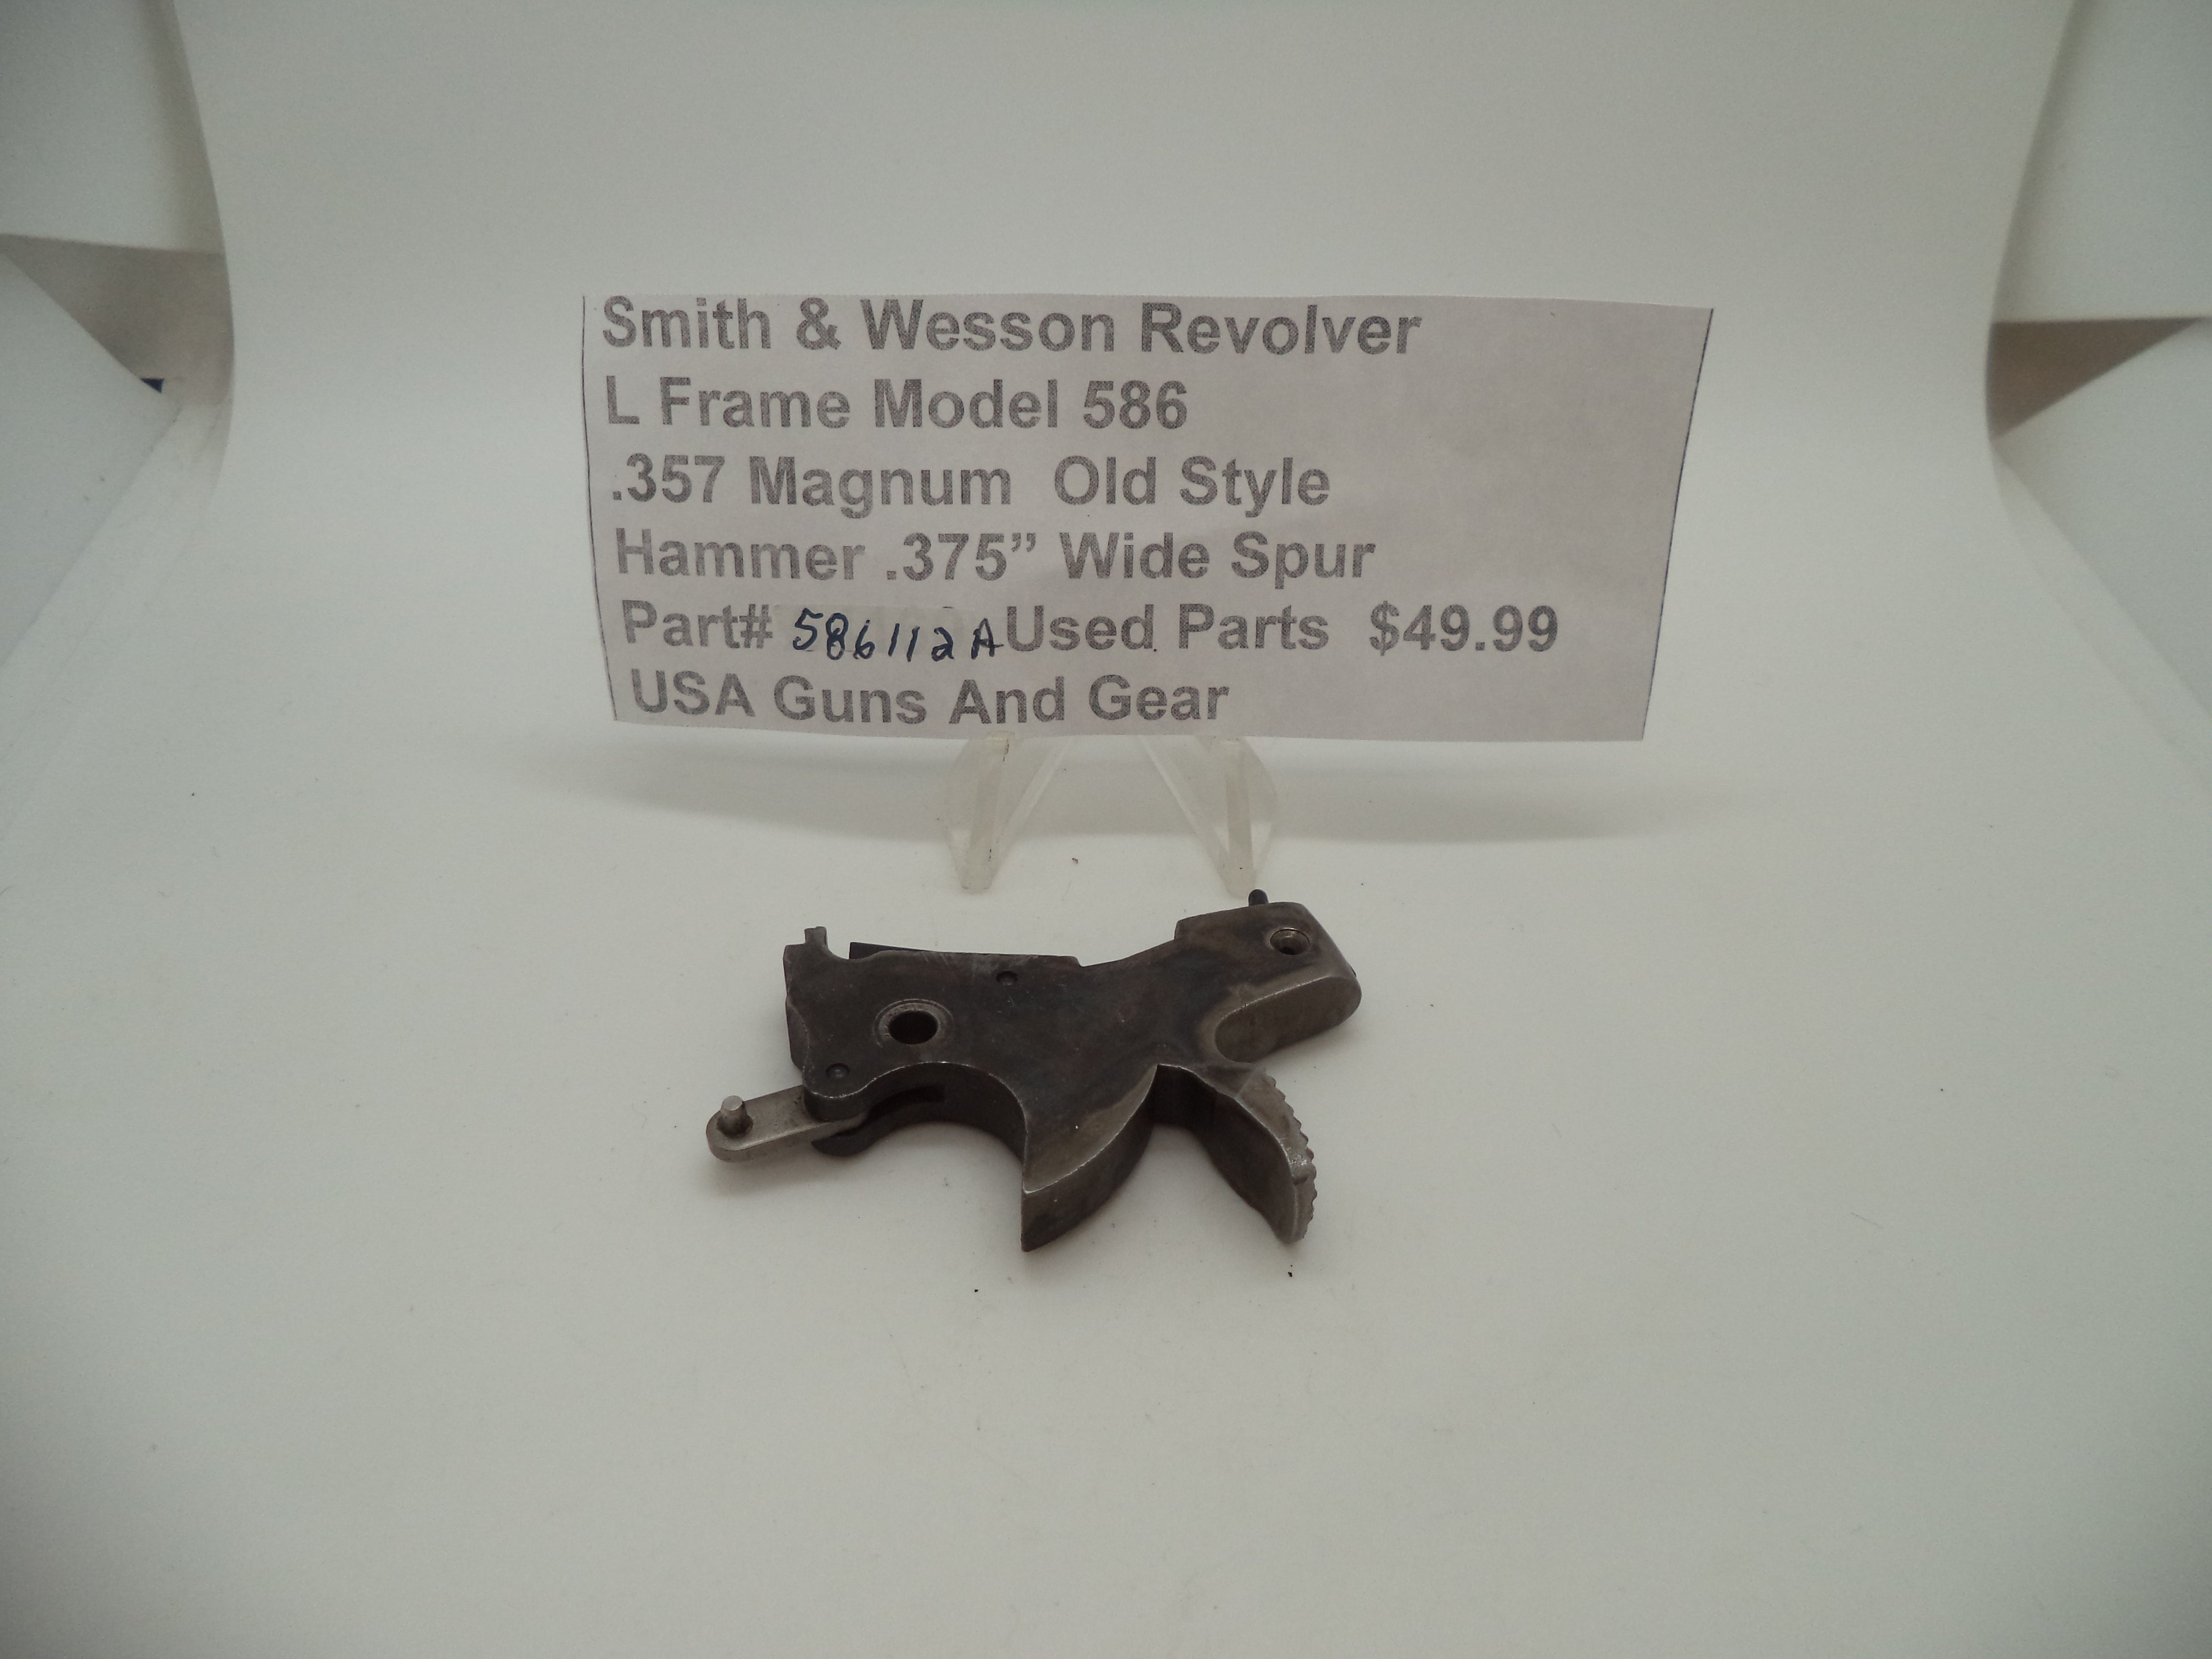 Smith & Wesson Revolver
L Frame Model 586
.357 Magnum  Old Style
Hammer .375” Wide Spur
Part# 586112A Used Parts  $49.99
USA Guns And Gear